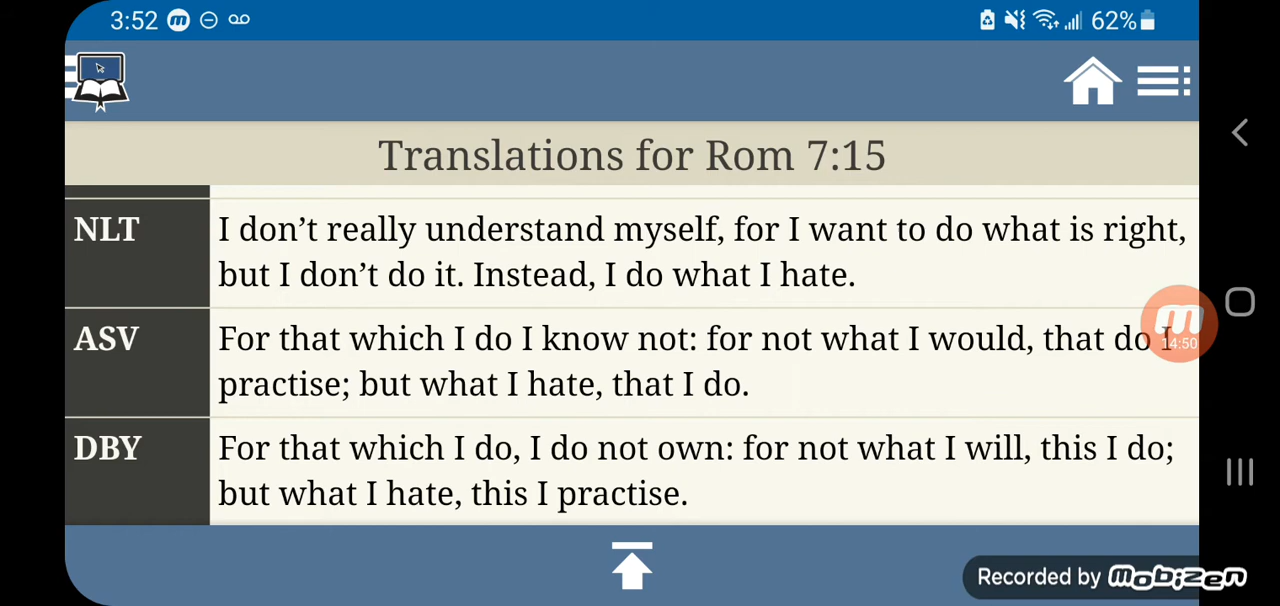 3:52 62%
Translations for Rom 7:15
NLT I don’t really understand myself, for I want to do what is right,
but I don’t do it. Instead, I do what I hate.
ASV For that which I do I know not: for not what I would, that do I
practise; but what I hate, that I do.
14:50
DBY For that which I do, I do not own: for not what I will, this I do;
but what I hate, this I practise.
Recorded by mobizen